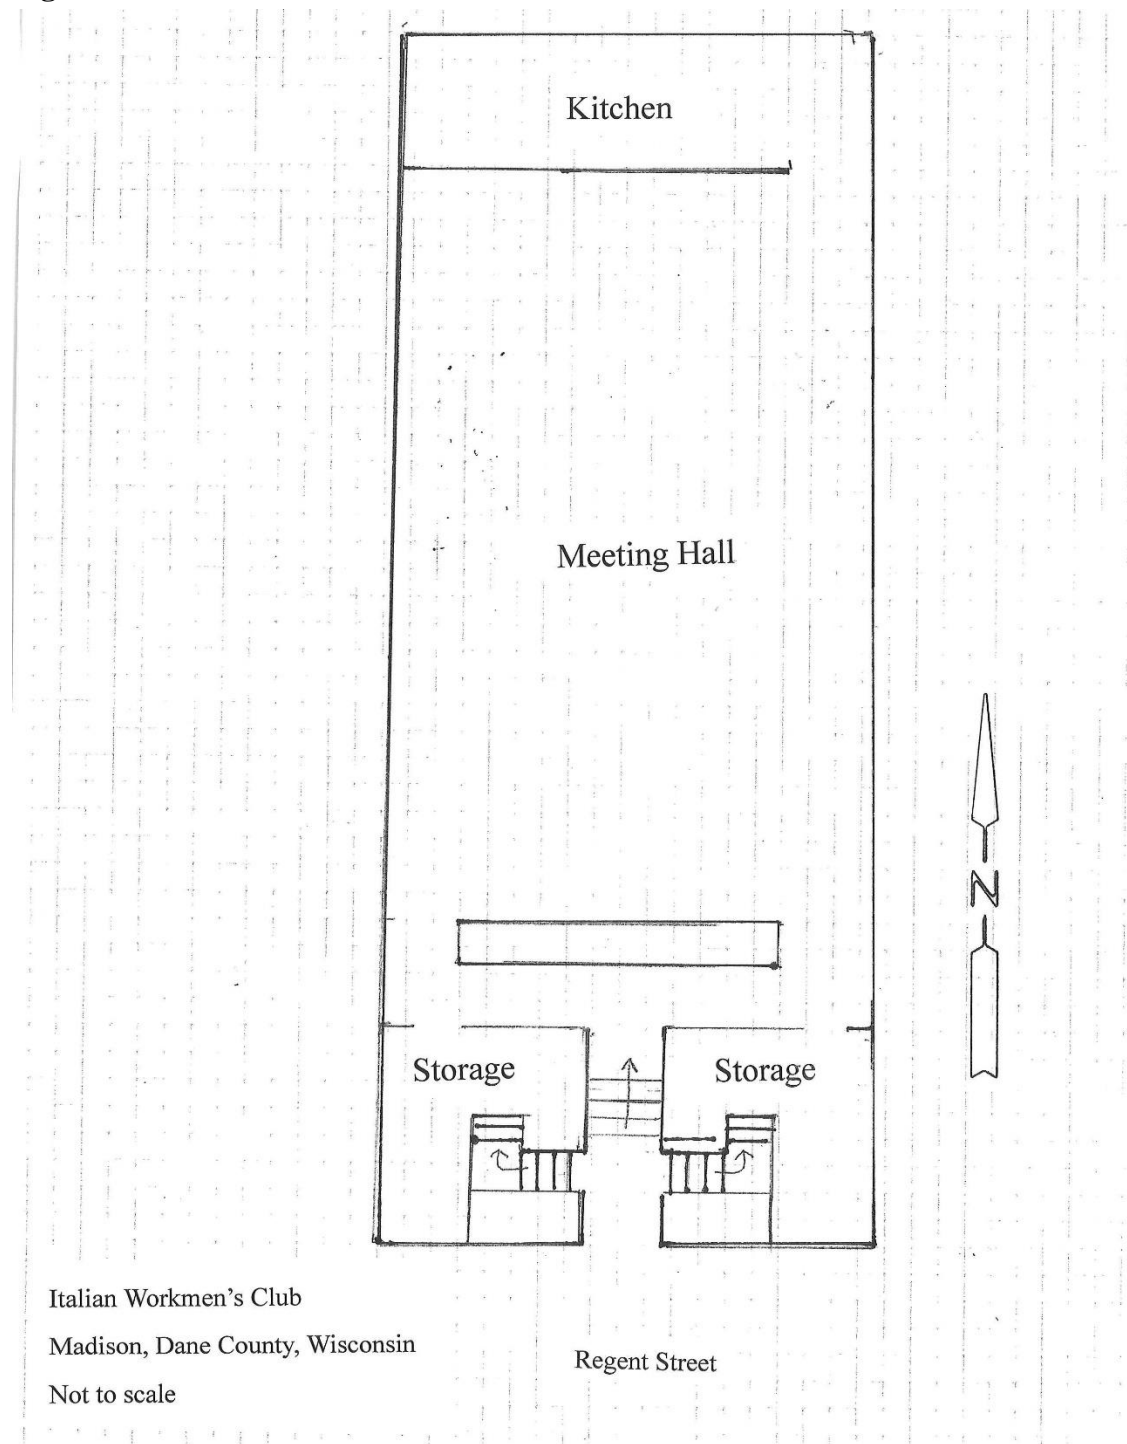 Kitchen
Meeting Hall
N
Storage
Storage
Italian Workmen's Club
Madison, Dane County, Wisconsin
Not to scale
Regent Street